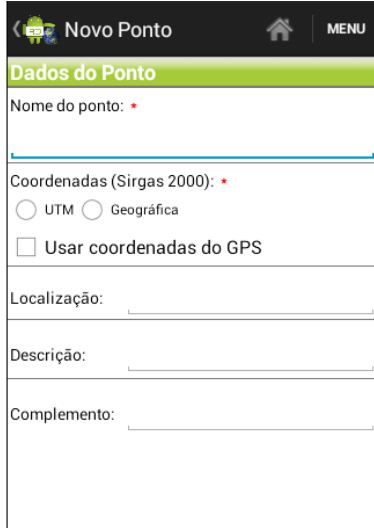 Novo Ponto MENU
Dados do Ponto
Nome do ponto: *
Coordenadas (Sirgas 2000): *
UTM Geográfica
Usar coordenadas do GPS
Localização:
Descrição:
Complemento: